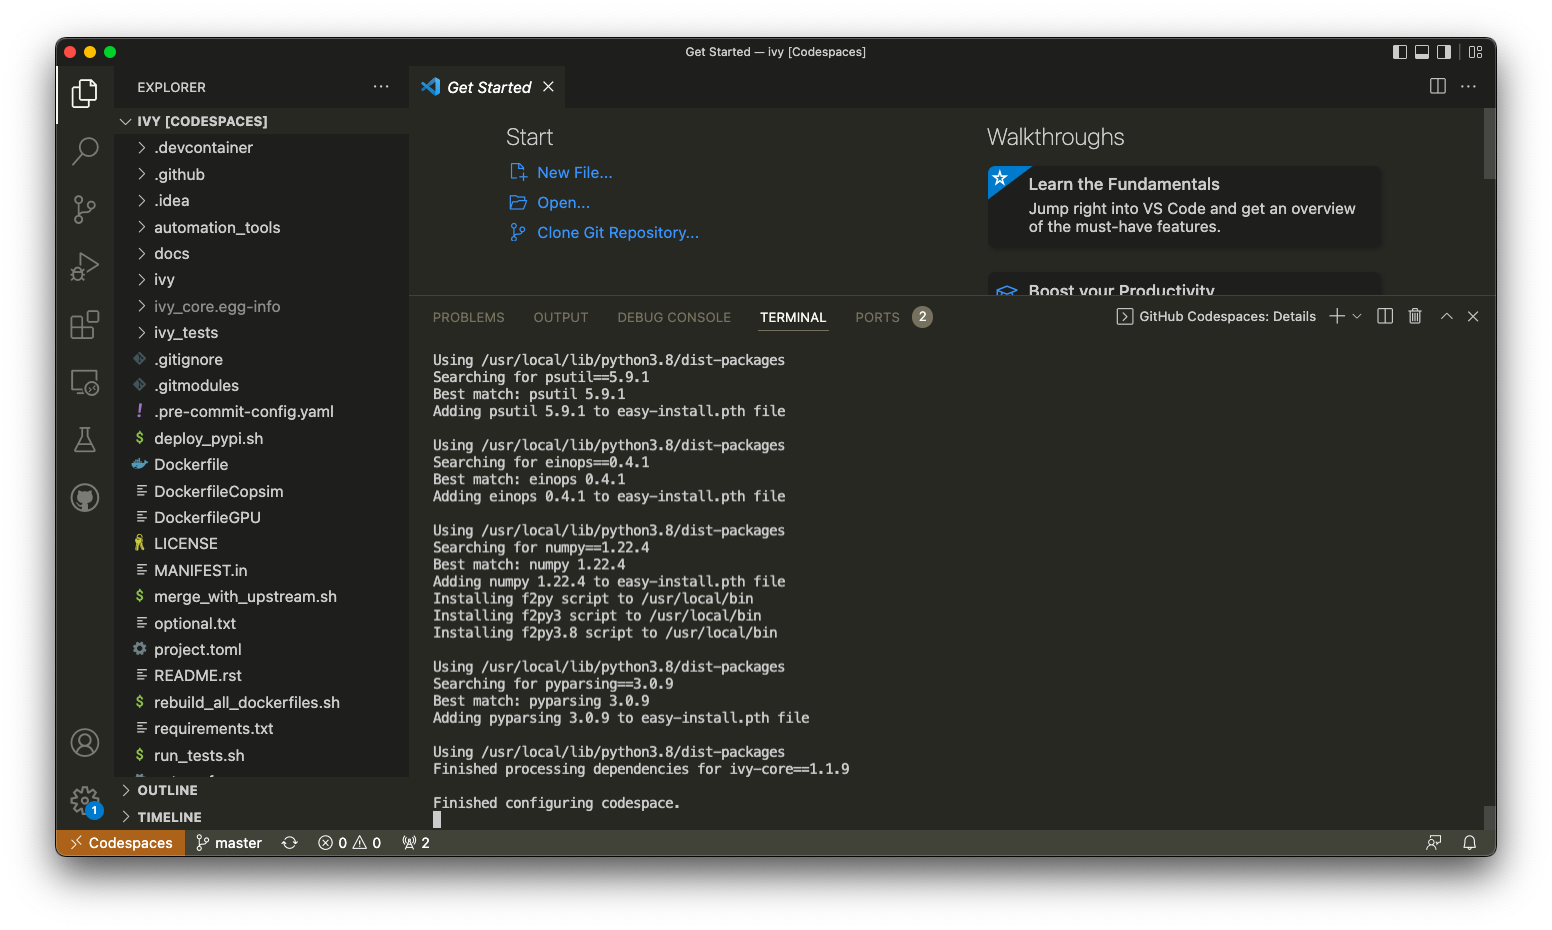 Get Started — ivy [Codespaces]
EXPLORER
Get Started
IVY [CODESPACES]
.devcontainer
.github
.idea
automation_tools
docs
ivy
ivy_core.egg-info
ivy_tests
.gitignore
.gitmodules
.pre-commit-config.yaml
deploy_pypi.sh
Dockerfile
DockerfileCopsim
DockerfileGPU
LICENSE
MANIFEST.in
merge_with_upstream.sh
optional.txt
project.toml
README.rst
rebuild_all_dockerfiles.sh
requirements.txt
run_tests.sh
OUTLINE
TIMELINE
Start
New File...
Open...
Clone Git Repository...
Walkthroughs
Learn the Fundamentals
Jump right into VS Code and get an overview
of the must-have features.
Boost your Productivity
PROBLEMS OUTPUT DEBUG CONSOLE TERMINAL PORTS 2 GitHub Codespaces: Details
Using /usr/local/lib/python3.8/dist-packages
Searching for psutil==5.9.1
Best match: psutil 5.9.1
Adding psutil 5.9.1 to easy-install.pth file
Using /usr/local/lib/python3.8/dist-packages
Searching for einops==0.4.1
Best match: einops 0.4.1
Adding einops 0.4.1 to easy-install.pth file
Using /usr/local/lib/python3.8/dist-packages
Searching for numpy==1.22.4
Best match: numpy 1.22.4
Adding numpy 1.22.4 to easy-install.pth file
Installing f2py script to /usr/local/bin
Installing f2py3 script to /usr/local/bin
Installing f2py3.8 script to /usr/local/bin
Using /usr/local/lib/python3.8/dist-packages
Searching for pyparsing==3.0.9
Best match: pyparsing 3.0.9
Adding pyparsing 3.0.9 to easy-install.pth file
Using /usr/local/lib/python3.8/dist-packages
Finished processing dependencies for ivy-core==1.1.9
Finished configuring codespace.
1
Codespaces master 0 0 2